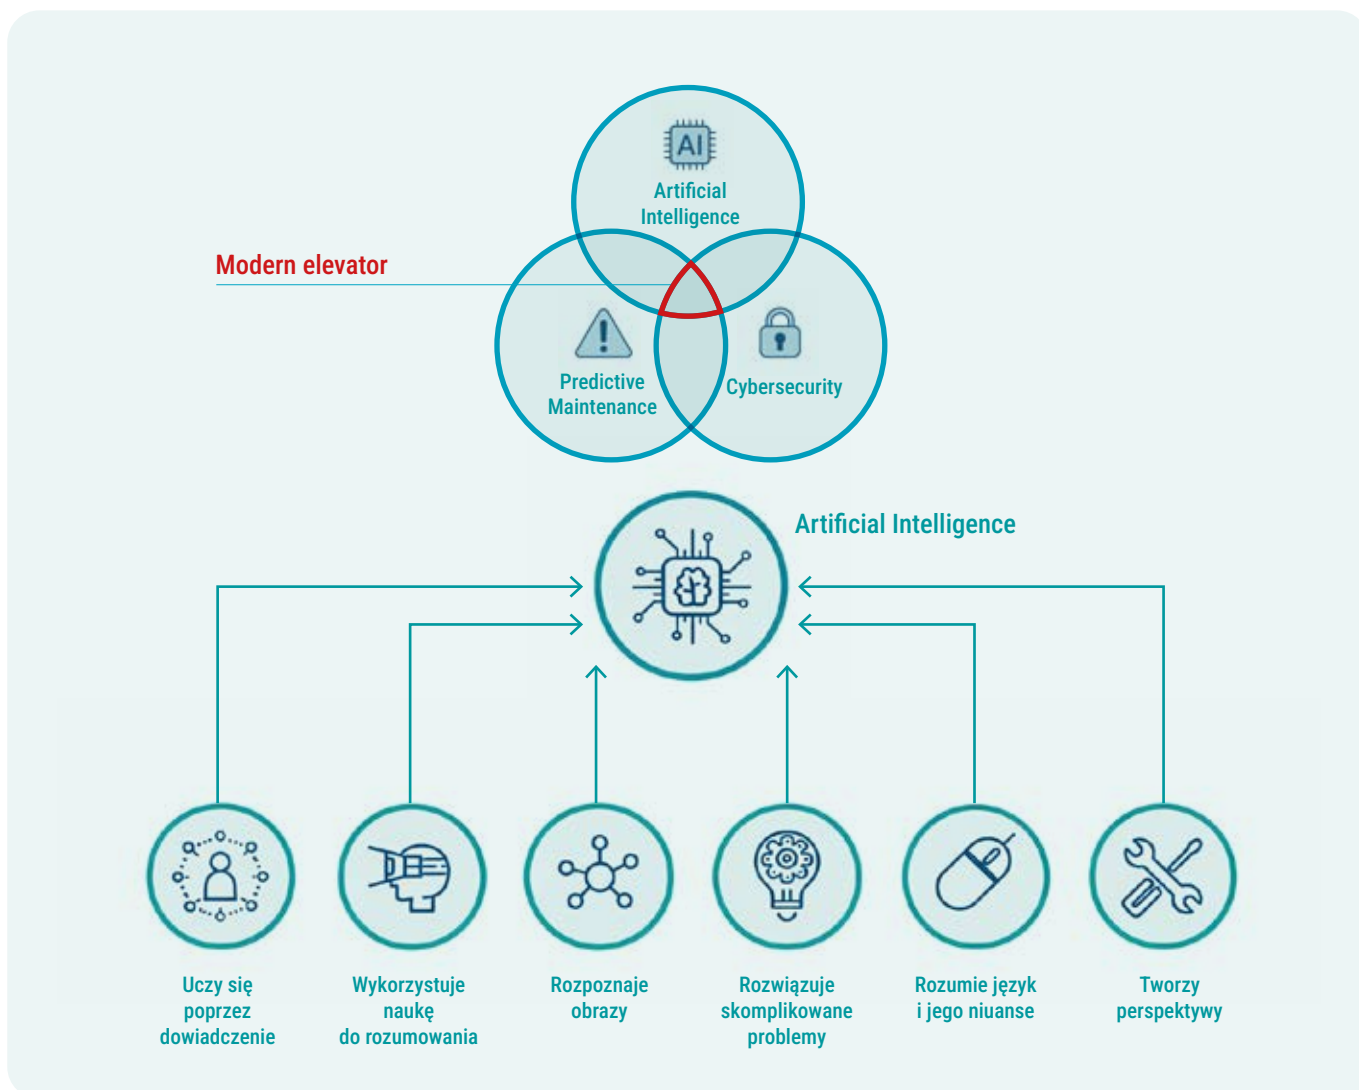 AI
Artificial
Intelligence
Modern elevator
Predictive
Maintenance
Cybersecurity
Artificial Intelligence
Uczy się
poprzez
dowiadczenie
Wykorzystuje
naukę
do rozumowania
Rozpoznaje
obrazy
Rozwiązuje
skomplikowane
problemy
Rozumie język
i jego niuanse
Tworzy
perspektywy